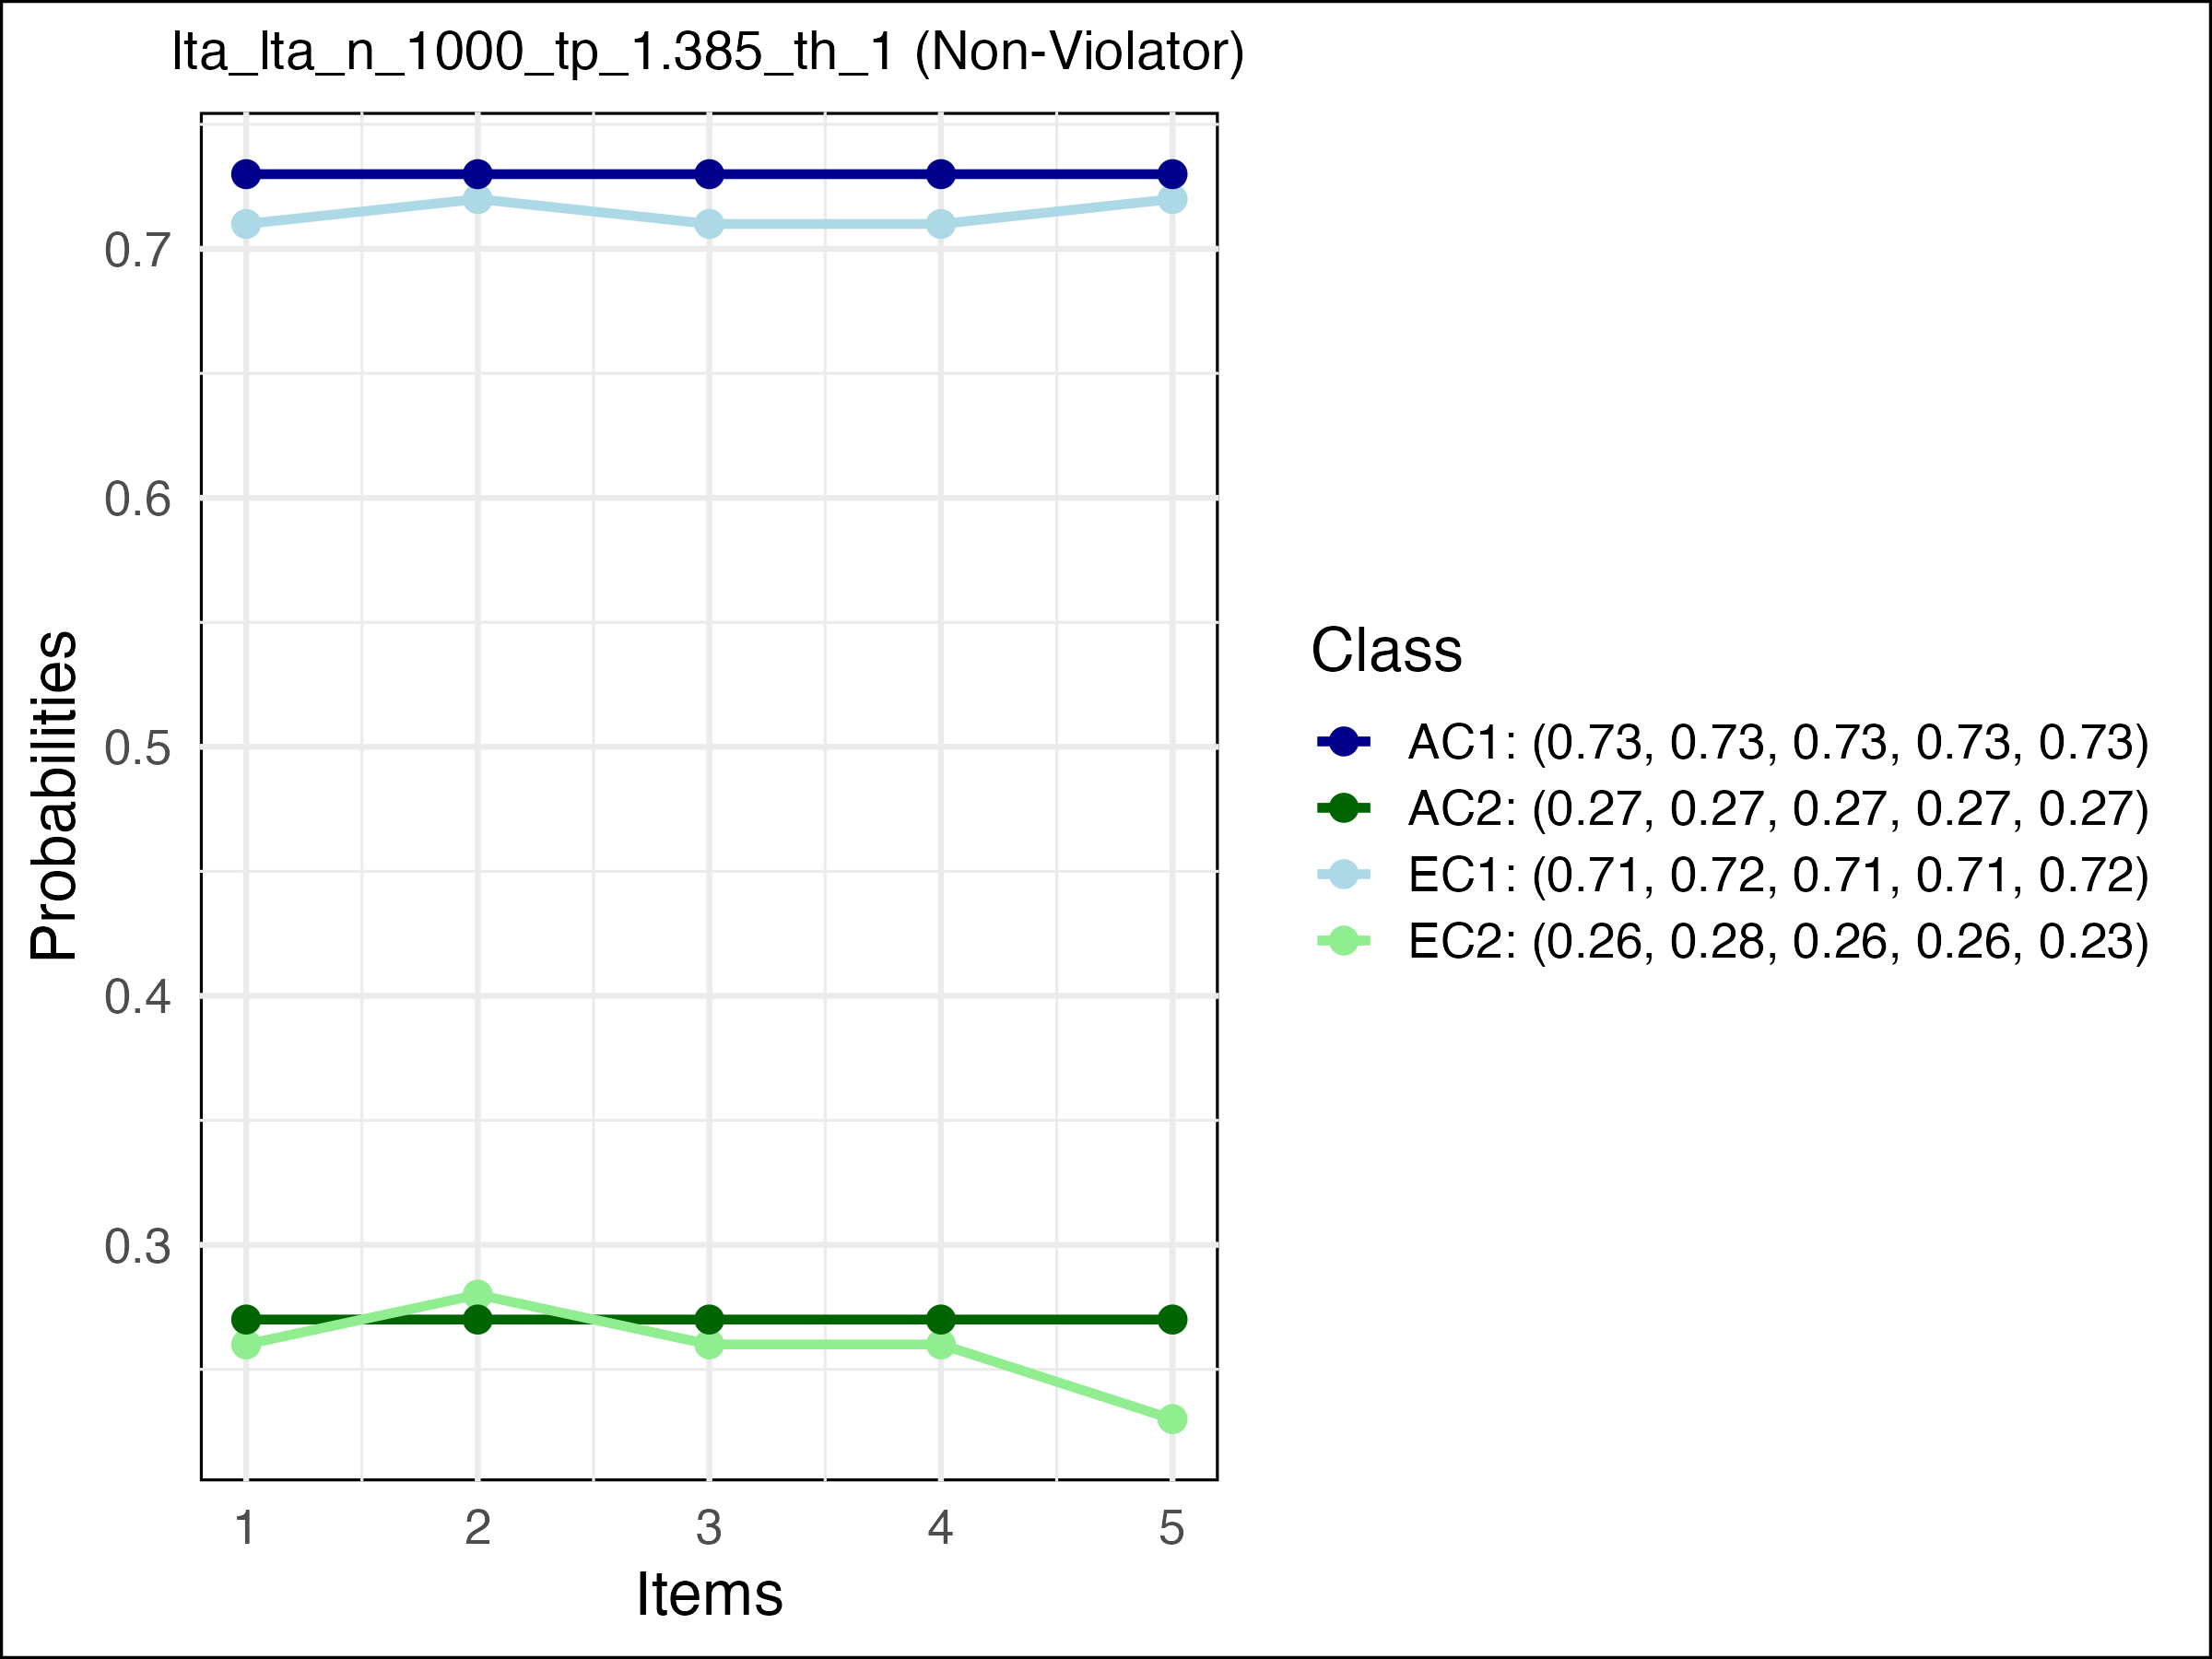 lta_lta_n_1000_tp_1.385_th_1 (Non-Violator)
Probabilities
0.7
0.6
0.5
0.4
0.3
1 2 3 4 5
Items
Class
AC1: (0.73, 0.73, 0.73, 0.73, 0.73)
AC2: (0.27, 0.27, 0.27, 0.27, 0.27)
EC1: (0.71, 0.72, 0.71, 0.71, 0.72)
EC2: (0.26, 0.28, 0.26, 0.26, 0.23)